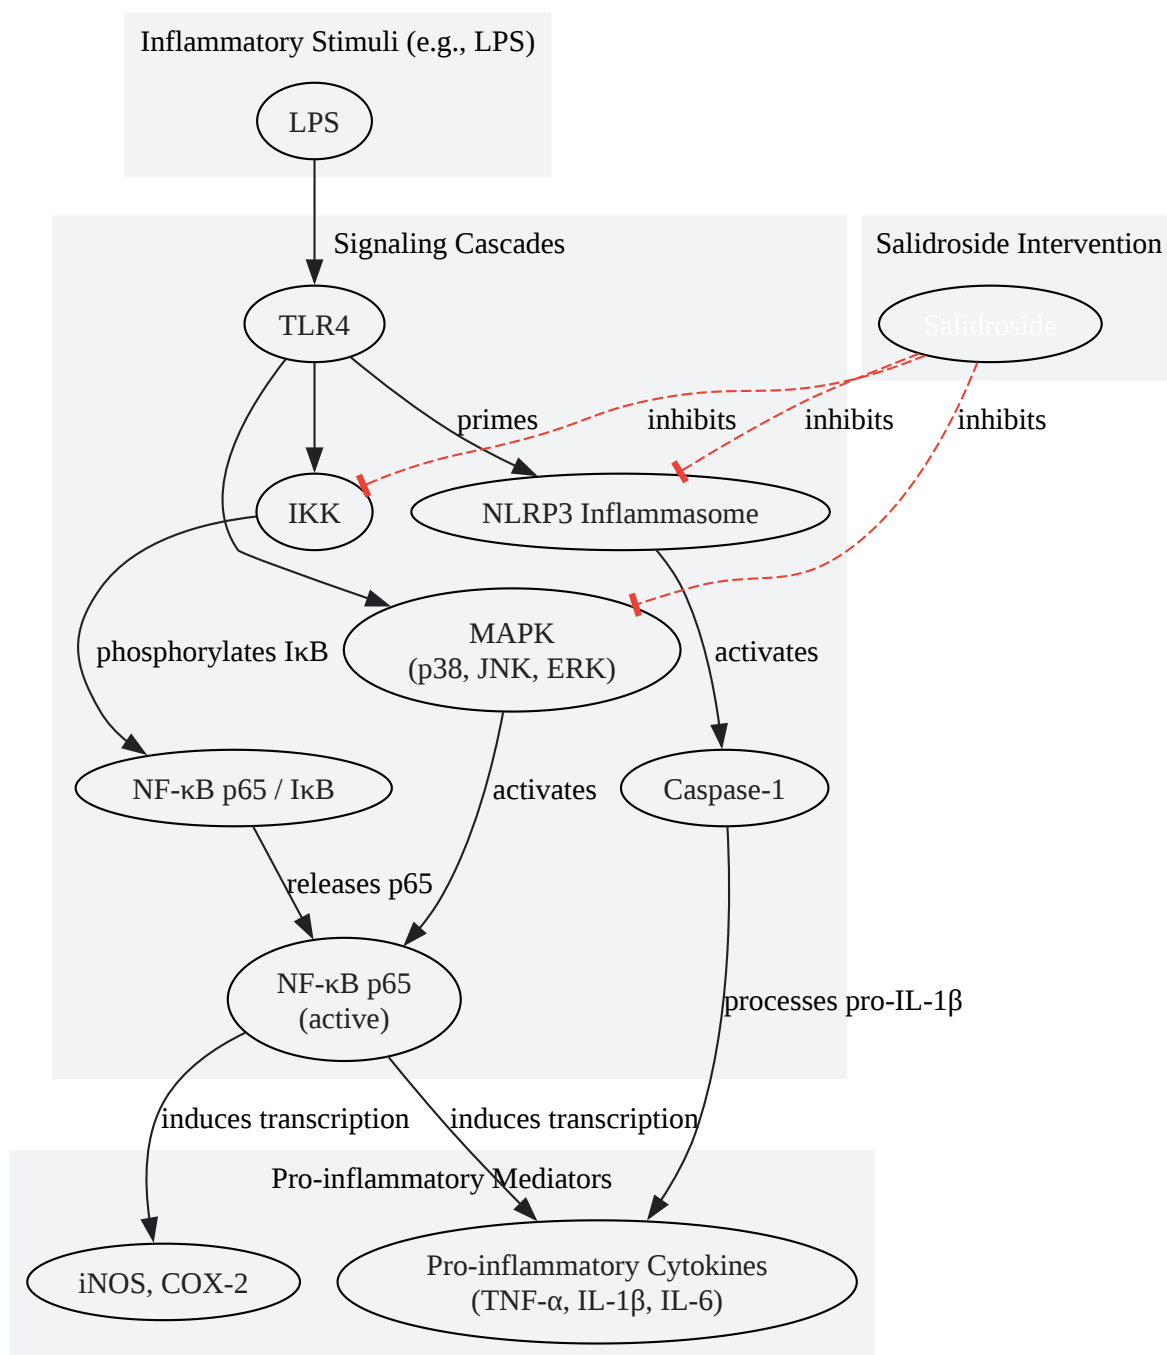 Inflammatory Stimuli (e.g., LPS)
LPS
Signaling Cascades
Salidroside Intervention
TLR4
Salidroside
primes
inhibits
inhibits
inhibits
IKK
NLRP3 Inflammasome
MAPK
(p38, JNK, ERK)
phosphorylates IκB
activates
NF-κB p65 / IκB
activates
Caspase-1
releases p65
NF-κB p65
(active)
processes pro-IL-1β
induces transcription
induces transcription
Pro-inflammatory Mediators
iNOS, COX-2
Pro-inflammatory Cytokines
(TNF-α, IL-1β, IL-6)